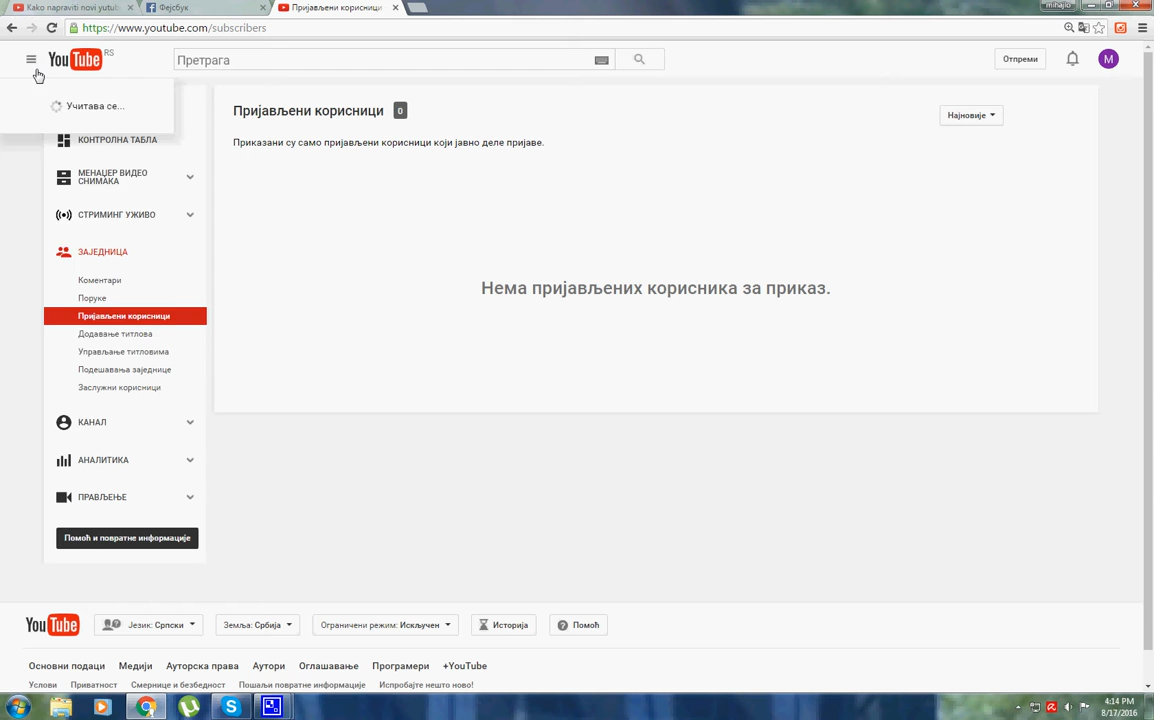 Kako napraviti novi yutub
Фејсбук
Пријављени корисници
mihajlo
https://www.youtube.com/subscribers
YouTube RS
Претрага
Отпреми
M
Учитава се...
Пријављени корисници 0
Најновије
Приказани су само пријављени корисници који јавно деле пријаве.
КОНТРОЛНА ТАБЛА
МЕНАЏЕР ВИДЕО
СНИМАКА
СТРИМИНГ УЖИВО
ЗАЈЕДНИЦА
Коментари
Поруке
Пријављени корисници
Додавање титлова
Управљање титловима
Подешавања заједнице
Заслужни корисници
КАНАЛ
АНАЛИТИКА
ПРАВЉЕЊЕ
Помоћ и повратне информације
Нема пријављених корисника за приказ.
YouTube
Језик: Српски
Земља: Србија
Ограничени режим: Искључен
Историја
Помоћ
Основни подаци Медији Ауторска права Аутори Оглашавање Програмери +YouTube
Услови Приватност Смернице и безбедност Пошаљи повратне информације Испробајте нешто ново!
4:14 PM
8/17/2016